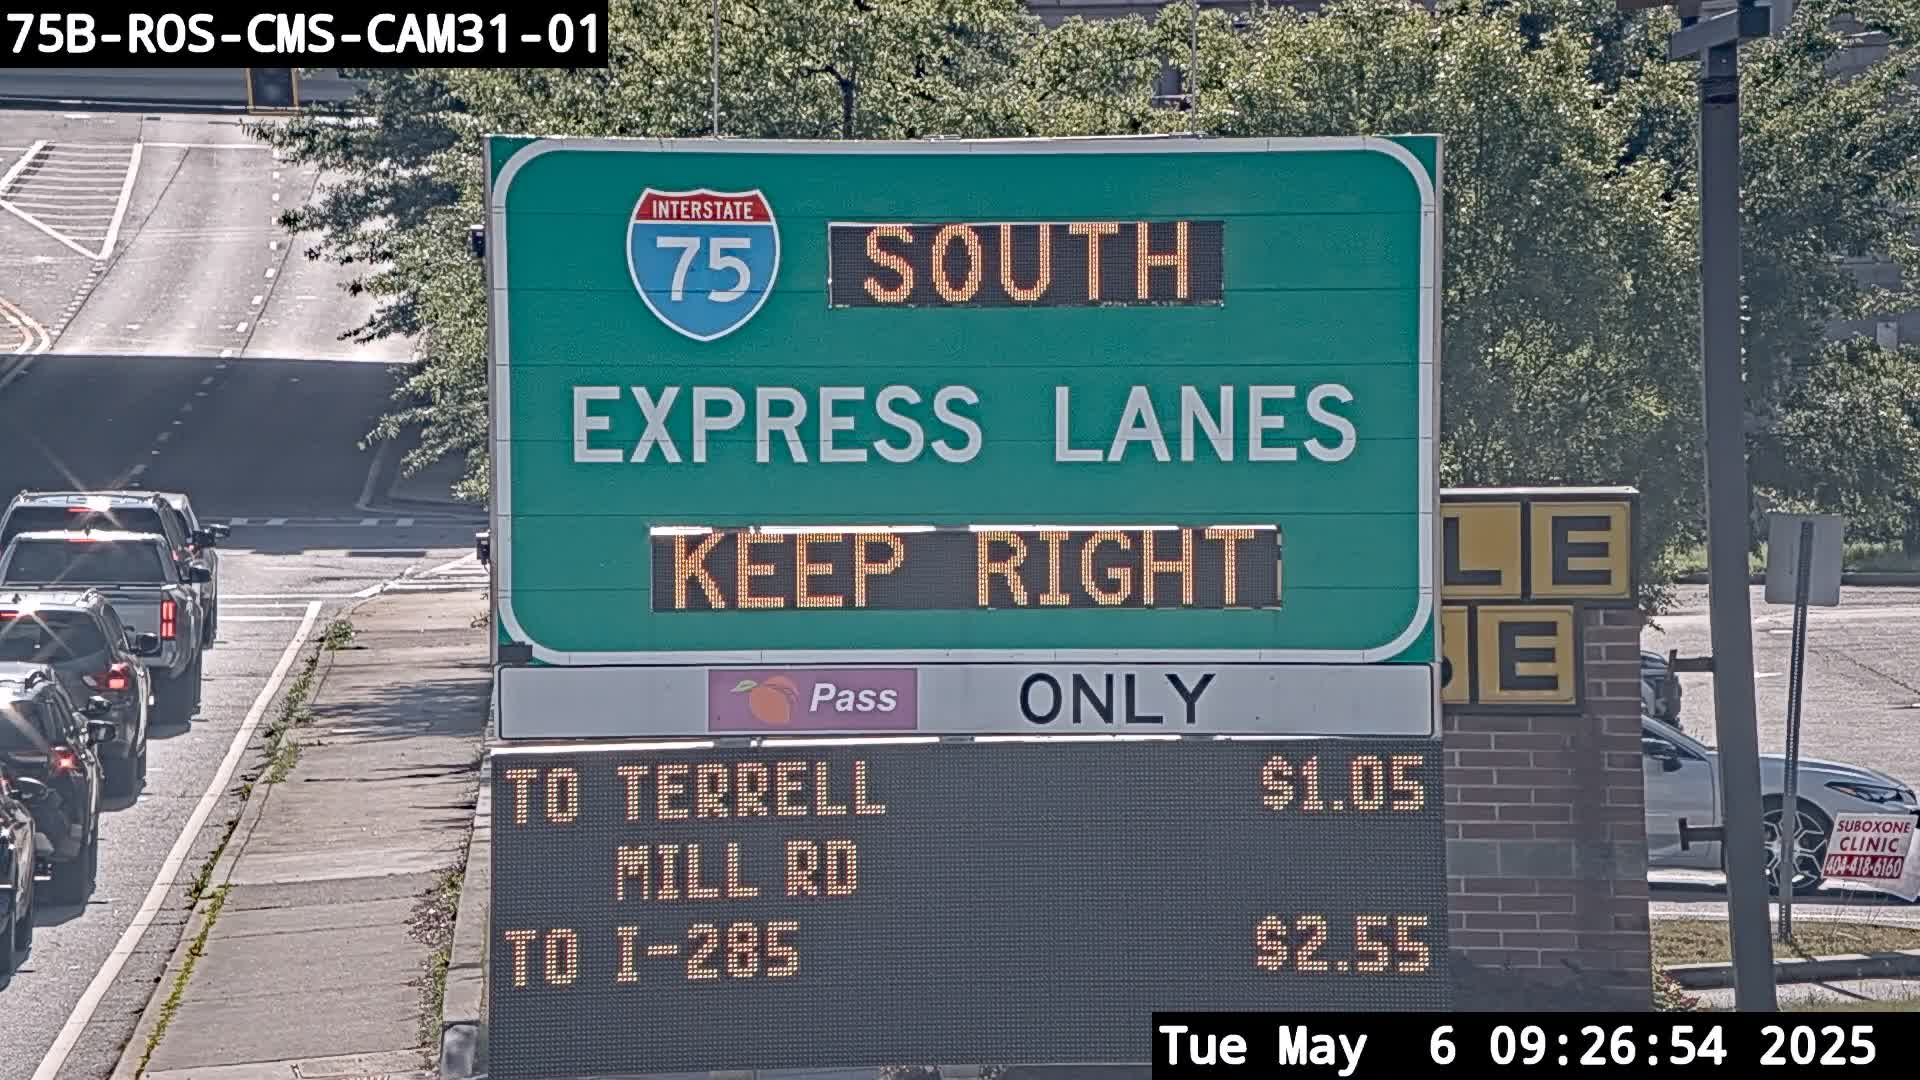 75B-ROS-CMS-CAM31-01
INTERSTATE
75
SOUTH
EXPRESS LANES
KEEP RIGHT
Pass ONLY
TO TERRELL $1.05
MILL RD
TO I-285 $2.55
LE
E
SUBOXONE
CLINIC
404-418-6160
Tue May 6 09:26:54 2025